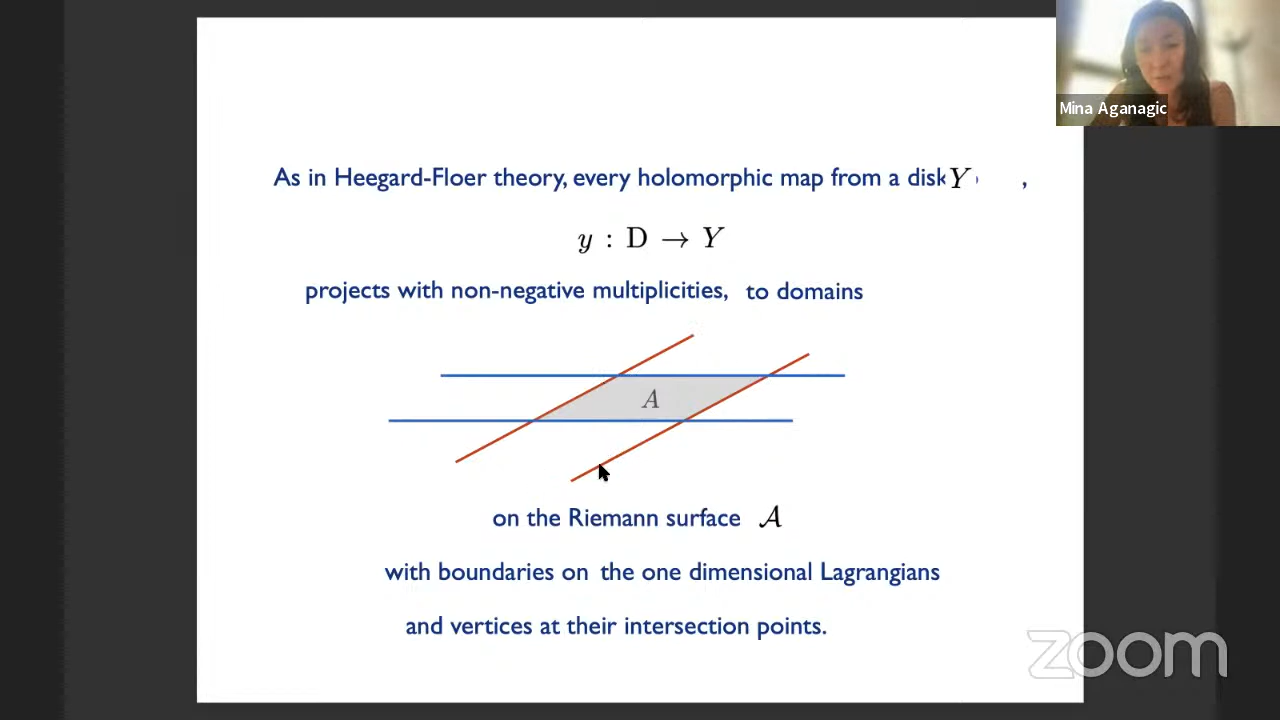 Mina Aganagic
As in Heegard-Floer theory, every holomorphic map from a disk Y ,
y : D → Y
projects with non-negative multiplicities, to domains
A
on the Riemann surface 𝒜
with boundaries on the one dimensional Lagrangians
and vertices at their intersection points.
zoom